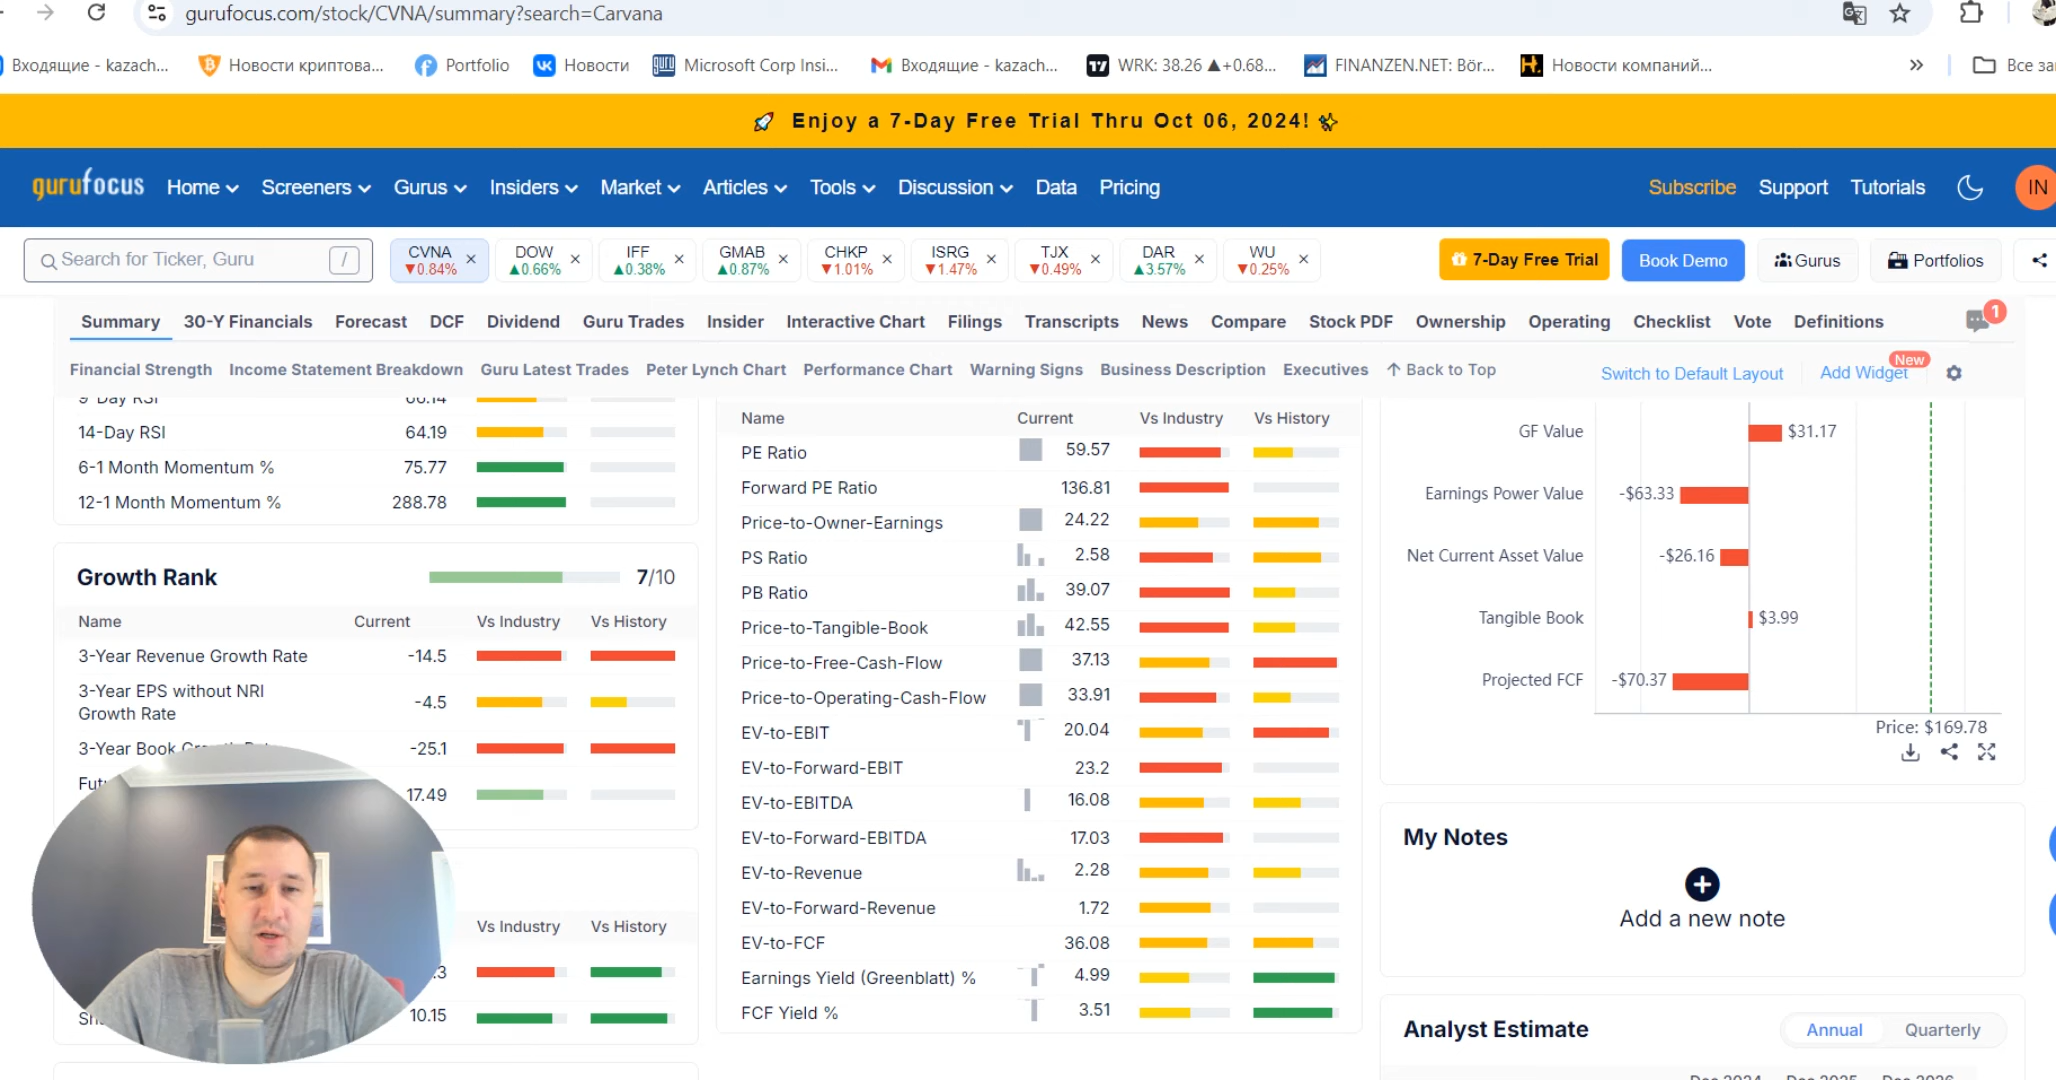 gurufocus.com/stock/CVNA/summary?search=Carvana
Входящие - kazach...
Новости криптова...
Portfolio
Новости
Microsoft Corp Insi...
Входящие - kazach...
WRK: 38.26 ▲+0.68...
FINANZEN.NET: Bör...
Новости компаний...
»
🚀 Enjoy a 7-Day Free Trial Thru Oct 06, 2024! ✨
gurufocus Home Screeners Gurus Insiders Market Articles Tools Discussion Data Pricing Subscribe Support Tutorials IN
Search for Ticker, Guru /
CVNA ▼0.84% ×
DOW ▲0.66% ×
IFF ▲0.38% ×
GMAB ▲0.87% ×
CHKP ▼1.01% ×
ISRG ▼1.47% ×
TJX ▼0.49% ×
DAR ▲3.57% ×
WU ▼0.25% ×
7-Day Free Trial Book Demo Gurus Portfolios
Summary 30-Y Financials Forecast DCF Dividend Guru Trades Insider Interactive Chart Filings Transcripts News Compare Stock PDF Ownership Operating Checklist Vote Definitions 1
Financial Strength Income Statement Breakdown Guru Latest Trades Peter Lynch Chart Performance Chart Warning Signs Business Description Executives ↑ Back to Top Switch to Default Layout Add Widget New
9-Day RSI 66.14
14-Day RSI 64.19
6-1 Month Momentum % 75.77
12-1 Month Momentum % 288.78
Growth Rank 7/10
Name Current Vs Industry Vs History
3-Year Revenue Growth Rate -14.5
3-Year EPS without NRI
Growth Rate -4.5
3-Year Book -25.1
17.49
Vs Industry Vs History
10.15
Name Current Vs Industry Vs History
PE Ratio 59.57
Forward PE Ratio 136.81
Price-to-Owner-Earnings 24.22
PS Ratio 2.58
PB Ratio 39.07
Price-to-Tangible-Book 42.55
Price-to-Free-Cash-Flow 37.13
Price-to-Operating-Cash-Flow 33.91
EV-to-EBIT 20.04
EV-to-Forward-EBIT 23.2
EV-to-EBITDA 16.08
EV-to-Forward-EBITDA 17.03
EV-to-Revenue 2.28
EV-to-Forward-Revenue 1.72
EV-to-FCF 36.08
Earnings Yield (Greenblatt) % 4.99
FCF Yield % 3.51
GF Value $31.17
Earnings Power Value -$63.33
Net Current Asset Value -$26.16
Tangible Book $3.99
Projected FCF -$70.37
Price: $169.78
My Notes
Add a new note
Analyst Estimate Annual Quarterly
Dec 2024 Dec 2025 Dec 2026